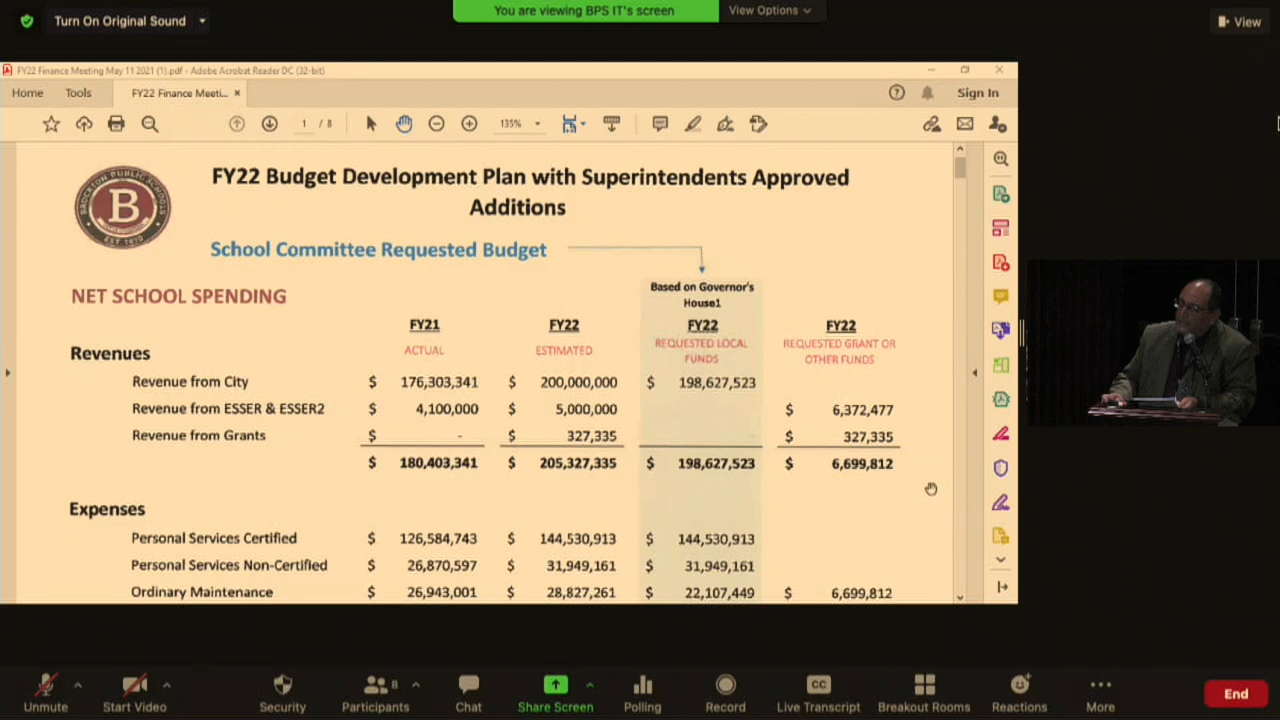 Turn On Original Sound
You are viewing BPS IT's screen
View Options
View
FY22 Finance Meeting May 11 2021 (1).pdf - Adobe Acrobat Reader DC (32-bit)
Home Tools FY22 Finance Meeti... × Sign In
1 / 8 135%
BROCKTON PUBLIC SCHOOLS
B
EST. 1870
FY22 Budget Development Plan with Superintendents Approved
Additions
School Committee Requested Budget
Based on Governor's
House1
NET SCHOOL SPENDING
FY21 FY22 FY22 FY22
ACTUAL ESTIMATED REQUESTED LOCAL FUNDS REQUESTED GRANT OR OTHER FUNDS
Revenues
Revenue from City $ 176,303,341 $ 200,000,000 $ 198,627,523
Revenue from ESSER & ESSER2 $ 4,100,000 $ 5,000,000 $ 6,372,477
Revenue from Grants $ - $ 327,335 $ 327,335
$ 180,403,341 $ 205,327,335 $ 198,627,523 $ 6,699,812
Expenses
Personal Services Certified $ 126,584,743 $ 144,530,913 $ 144,530,913
Personal Services Non-Certified $ 26,870,597 $ 31,949,161 $ 31,949,161
Ordinary Maintenance $ 26,943,001 $ 28,827,261 $ 22,107,449 $ 6,699,812
Unmute Start Video Security Participants 8 Chat Share Screen Polling Record CC Live Transcript Breakout Rooms Reactions More End